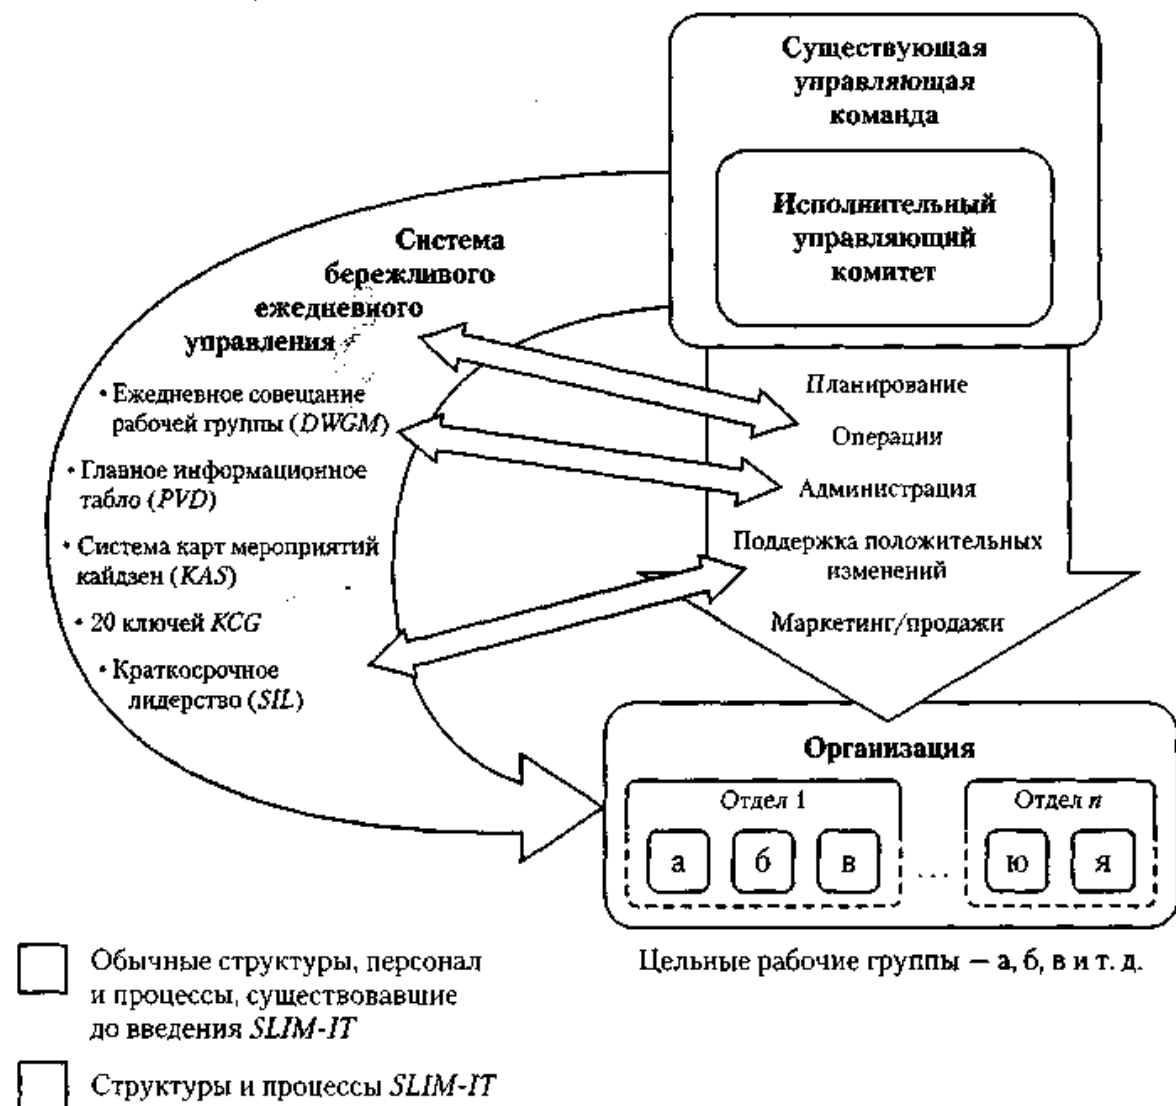 Существующая
управляющая
команда
Исполнительный
управляющий
комитет
Система
бережливого
ежедневного
управления
• Ежедневное совещание
рабочей группы (DWGM)
• Главное информационное
табло (PVD)
• Система карт мероприятий
кайдзен (KAS)
• 20 ключей KCG
• Краткосрочное
лидерство (SIL)
Планирование
Операции
Администрация
Поддержка положительных
изменений
Маркетинг/продажи
Организация
Отдел 1
Отдел n
а б в ... ю я
Цельные рабочие группы – а, б, в и т. д.
Обычные структуры, персонал
и процессы, существовавшие
до введения SLIM-IT
Структуры и процессы SLIM-IT